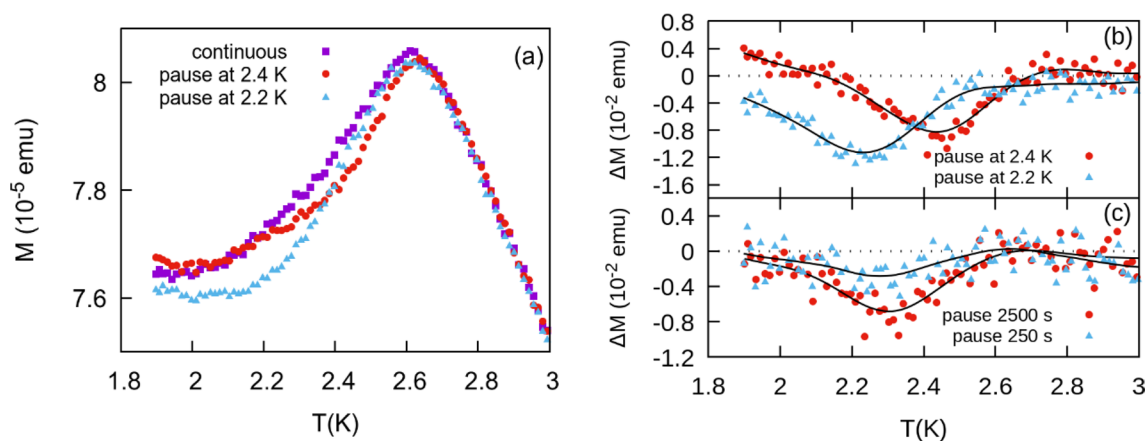 (a)
continuous
pause at 2.4 K
pause at 2.2 K
M (10⁻⁵ emu)
8
7.8
7.6
1.8 2 2.2 2.4 2.6 2.8 3
T(K)
(b)
ΔM (10⁻² emu)
0.8
0.4
0
-0.4
-0.8
-1.2
-1.6
pause at 2.4 K
pause at 2.2 K
(c)
ΔM (10⁻² emu)
0.4
0
-0.4
-0.8
-1.2
pause 2500 s
pause 250 s
1.8 2 2.2 2.4 2.6 2.8 3
T(K)